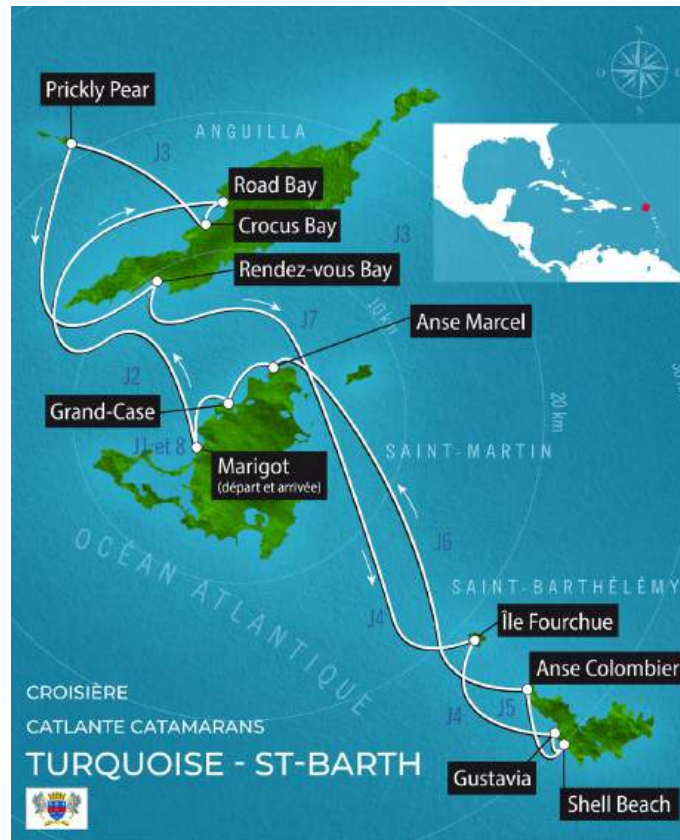 Prickly Pear
ANGUILLA
J3
Road Bay
Crocus Bay
J3
Rendez-vous Bay
10 km
J7
Anse Marcel
J2
Grand-Case
20 km
J1 et 8
SAINT-MARTIN
Marigot
(départ et arrivée)
OCÉAN ATLANTIQUE
J6
SAINT-BARTHÉLÉMY
J4
Île Fourchue
Anse Colombier
J5
J4
Gustavia
Shell Beach
CROISIÈRE
CATLANTE CATAMARANS
TURQUOISE - ST-BARTH